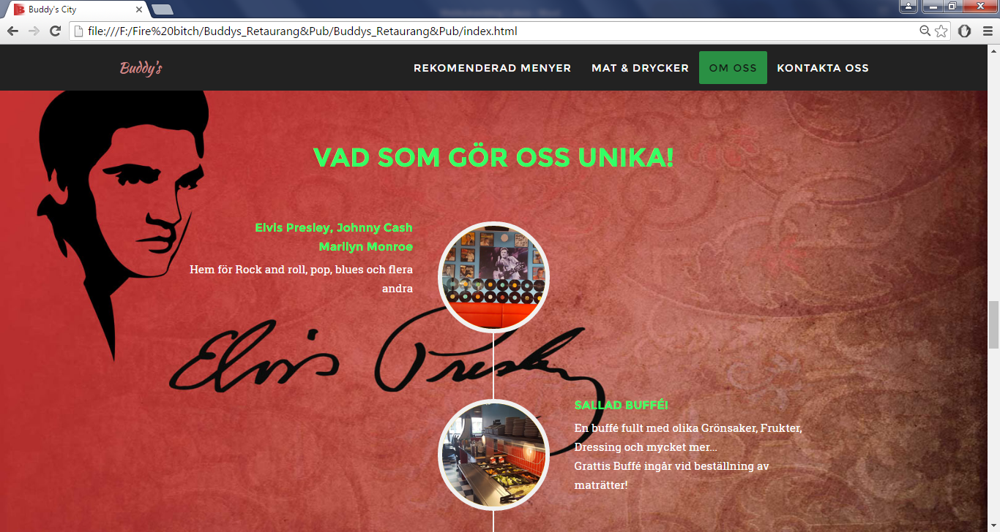 Buddy's City
file:///F:/Fire%20bitch/Buddys_Retaurang&Pub/Buddys_Retaurang&Pub/index.html
Buddy's REKOMENDERAD MENYER MAT & DRYCKER OM OSS KONTAKTA OSS
VAD SOM GÖR OSS UNIKA!
Elvis Presley, Johnny Cash
Marilyn Monroe
Hem för Rock and roll, pop, blues och flera
andra
Elvis Presley
SALLAD BUFFÉ!
En buffé fullt med olika Grönsaker, Frukter,
Dressing och mycket mer...
Grattis Buffé ingår vid beställning av
maträtter!